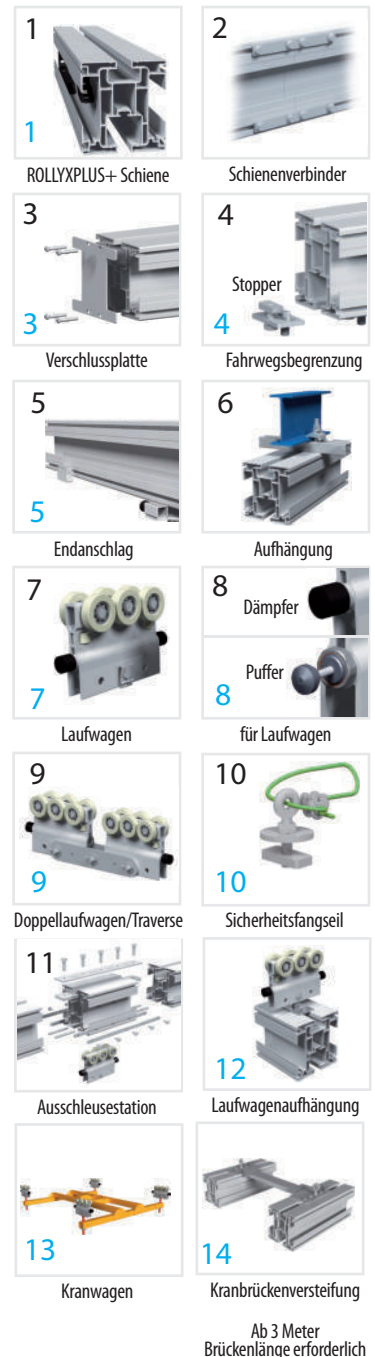 1
1
ROLLYXPLUS+ Schiene
2
Schienenverbinder
3
3
Verschlussplatte
4
Stopper
4
Fahrwegsbegrenzung
5
5
Endanschlag
6
Aufhängung
7
7
Laufwagen
8
Dämpfer
Puffer
8
für Laufwagen
9
9
Doppellaufwagen/Traverse
10
10
Sicherheitsfangseil
11
Ausschleusestation
12
Laufwagenaufhängung
13
Kranwagen
14
Kranbrückenversteifung
Ab 3 Meter
Brückenlänge erforderlich